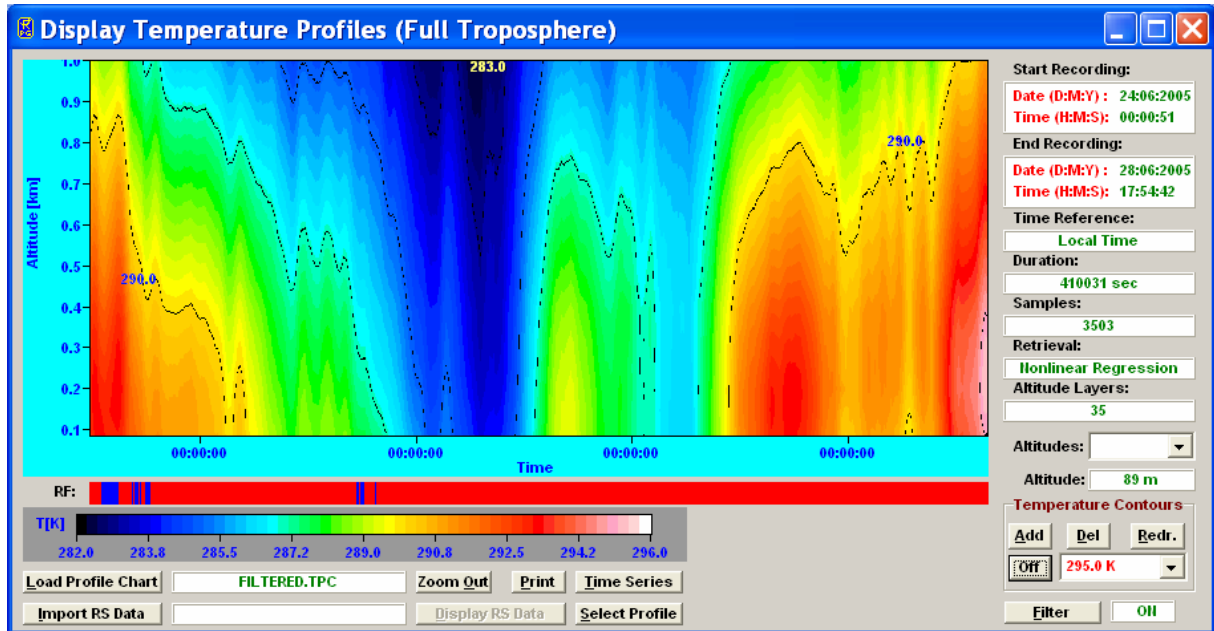 Display Temperature Profiles (Full Troposphere)
1.0
0.9
0.8
0.7
0.6
0.5
0.4
0.3
0.2
0.1
Altitude [km]
283.0
290.0
290.0
00:00:00 00:00:00 00:00:00 00:00:00
Time
RF:
T[K]
282.0 283.8 285.5 287.2 289.0 290.8 292.5 294.2 296.0
Load Profile Chart FILTERED.TPC Zoom Out Print Time Series
Import RS Data Display RS Data Select Profile
Start Recording:
Date (D:M:Y) : 24:06:2005
Time (H:M:S): 00:00:51
End Recording:
Date (D:M:Y) : 28:06:2005
Time (H:M:S): 17:54:42
Time Reference:
Local Time
Duration:
410031 sec
Samples:
3503
Retrieval:
Nonlinear Regression
Altitude Layers:
35
Altitudes:
Altitude: 89 m
Temperature Contours
Add Del Redr.
Off 295.0 K
Filter ON